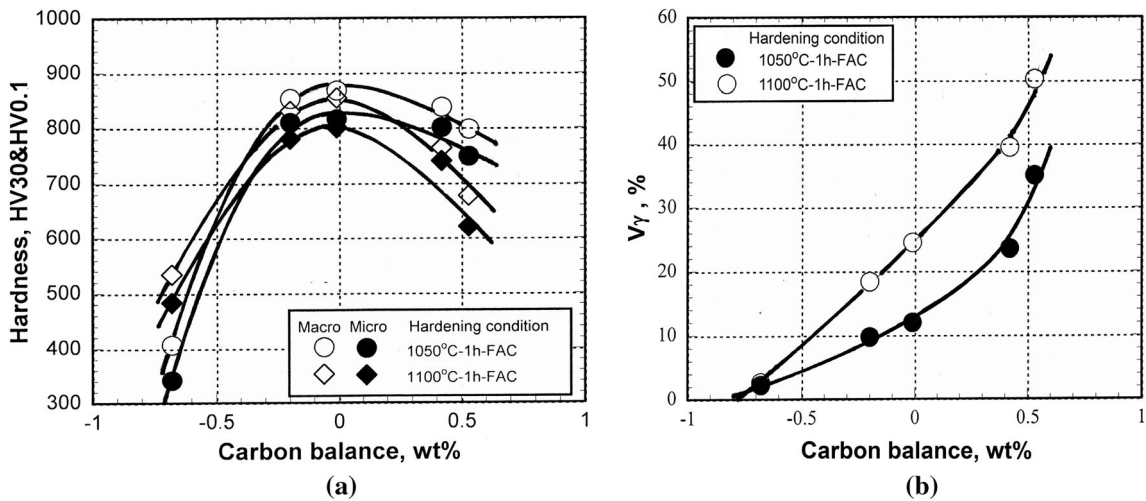 Hardness, HV30&HV0.1
1000
900
800
700
600
500
400
300
Macro Micro Hardening condition
1050°C-1h-FAC
1100°C-1h-FAC
-1 -0.5 0 0.5 1
Carbon balance, wt%
(a)
Vγ , %
60
50
40
30
20
10
0
Hardening condition
1050°C-1h-FAC
1100°C-1h-FAC
-1 -0.5 0 0.5 1
Carbon balance, wt%
(b)